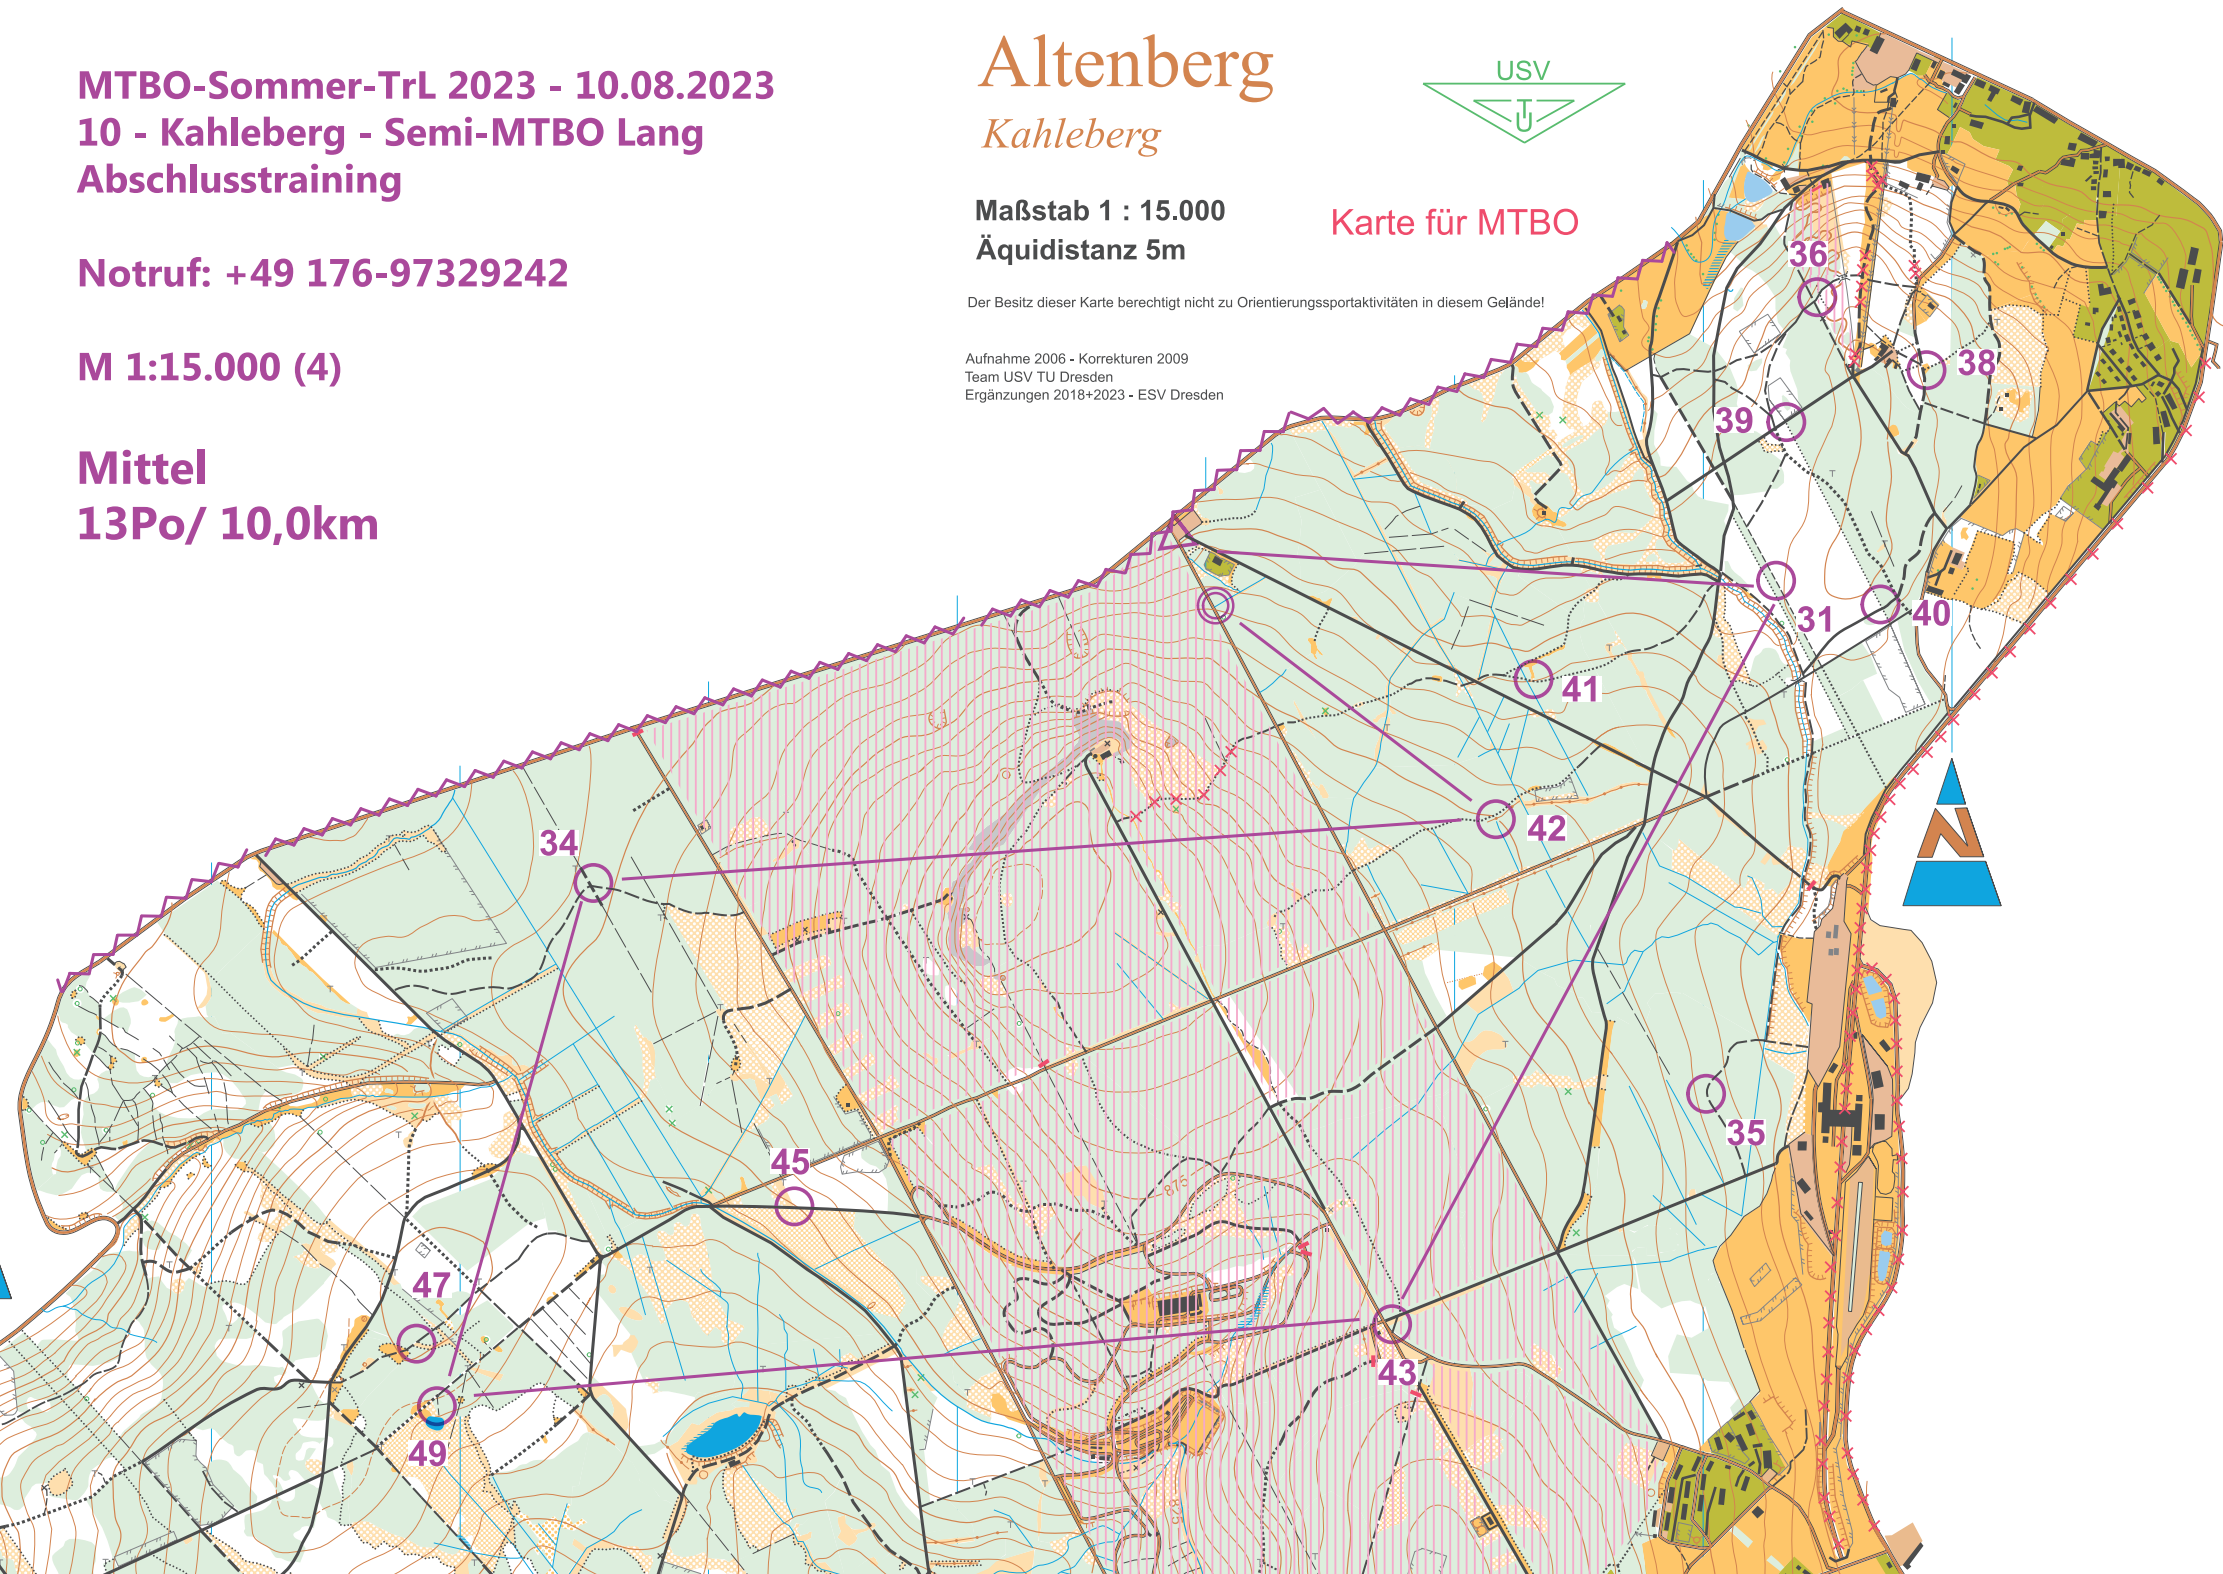 MTBO-Sommer-TrL 2023 - 10.08.2023
10 - Kahleberg - Semi-MTBO Lang
Abschlusstraining
Notruf: +49 176-97329242
M 1:15.000 (4)
Mittel
13Po/ 10,0km
Altenberg
Kahleberg
Maßstab 1 : 15.000
Äquidistanz 5m
Karte für MTBO
USV
TU
Der Besitz dieser Karte berechtigt nicht zu Orientierungssportaktivitäten in diesem Gelände!
Aufnahme 2006 - Korrekturen 2009
Team USV TU Dresden
Ergänzungen 2018+2023 - ESV Dresden
36
38
39
31
40
41
42
34
N
35
45
875
47
43
49
825